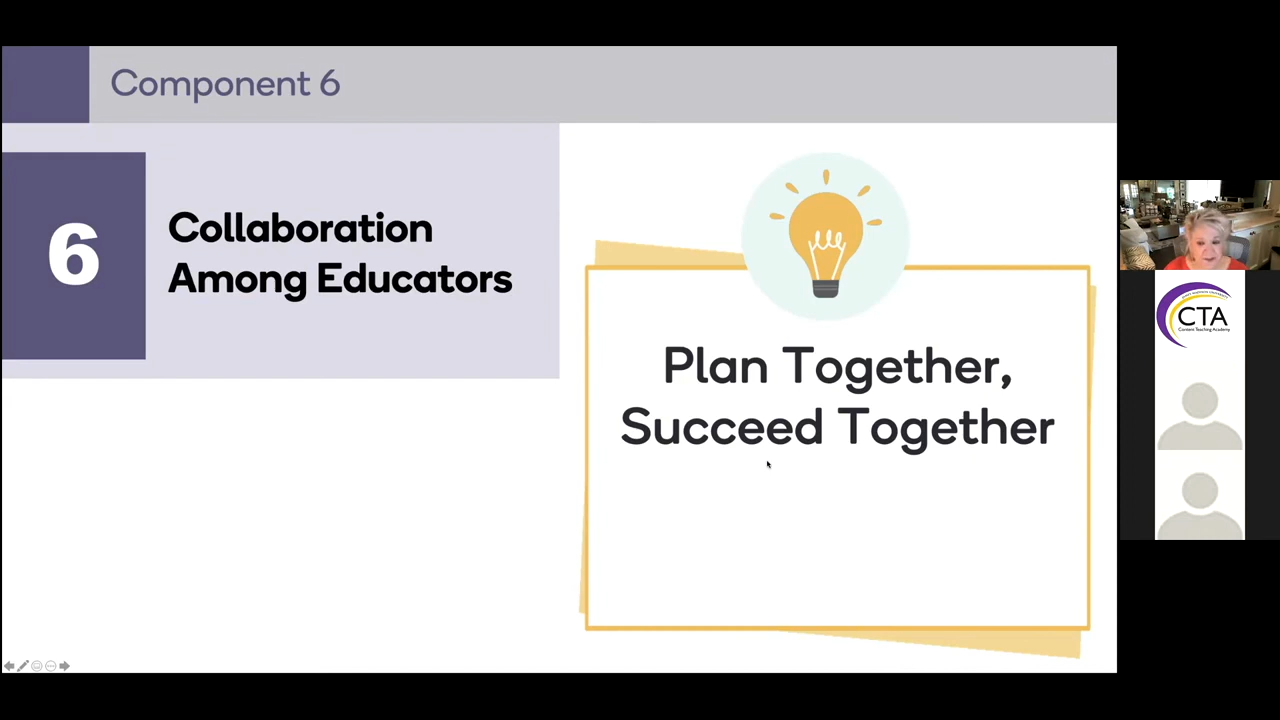 Component 6
6
Collaboration
Among Educators
Plan Together,
Succeed Together
CTA
Content Teaching Academy